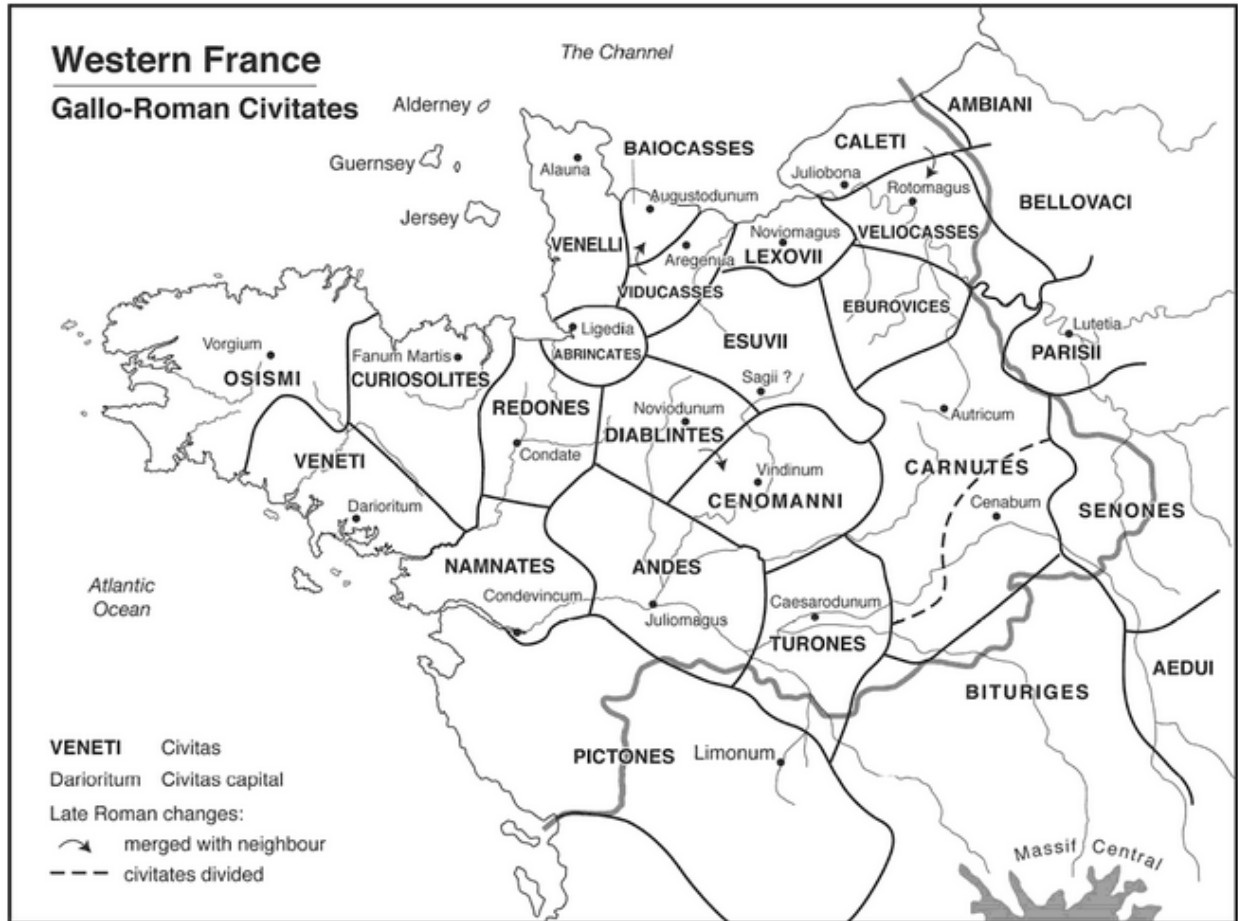 Western France
Gallo-Roman Civitates
The Channel
Alderney
Guernsey
Jersey
Alauna
BAIOCASSES
Augustodunum
VENELLI
Aregenua
VIDUCASSES
Noviomagus
LEXOVII
CALETI
Juliobona
Rotomagus
VELIOCASSES
AMBIANI
BELLOVACI
EBUROVICES
Lutetia
PARISII
Ligedia
ABRINCATES
ESUVII
Sagii ?
Vorgium
OSISMI
Fanum Martis
CURIOSOLITES
REDONES
Condate
Noviodunum
DIABLINTES
Vindinum
CENOMANNI
Autricum
CARNUTES
Cenabum
SENONES
VENETI
Darioritum
NAMNATES
Condevincum
ANDES
Juliomagus
Caesarodunum
TURONES
Atlantic
Ocean
AEDUI
BITURIGES
PICTONES
Limonum
Massif Central
VENETI Civitas
Darioritum Civitas capital
Late Roman changes:
merged with neighbour
civitates divided